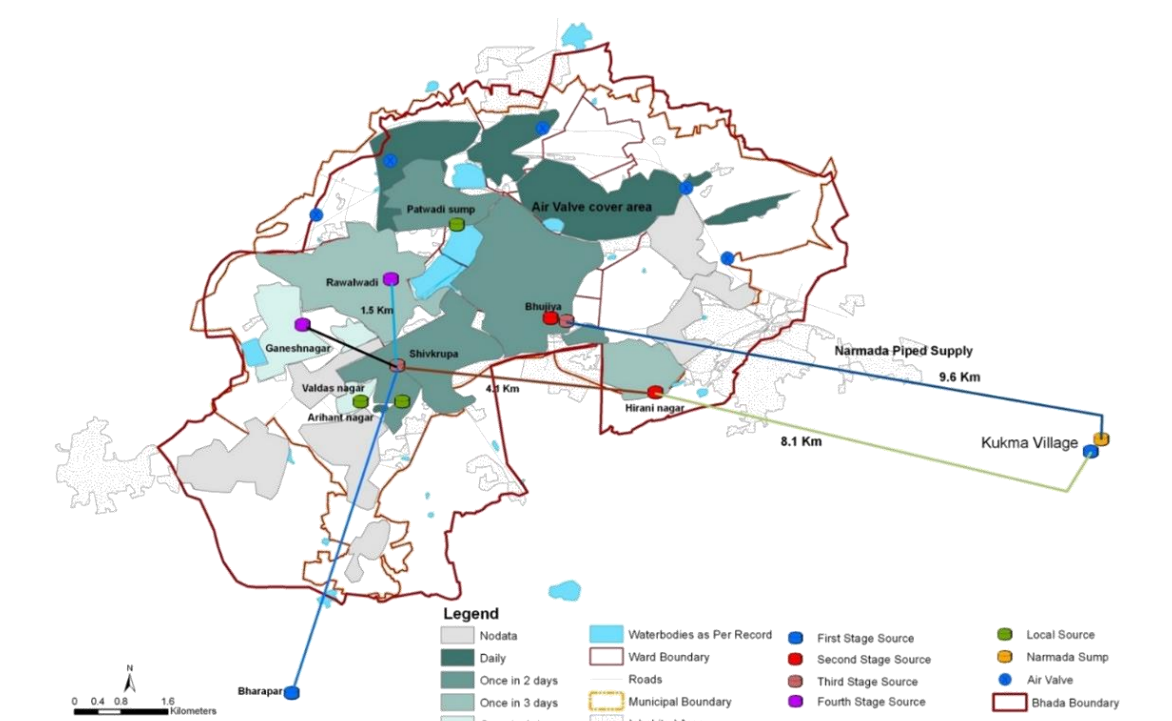 Patwadi sump
Air Valve cover area
Rawalwadi
1.5 Km
Bhujiya
Ganeshnagar
Shivkrupa
Narmada Piped Supply
9.6 Km
Valdas nagar
4.1 Km
Arihant nagar
Hirani nagar
8.1 Km
Kukma Village
Bharapar
N
0 0.4 0.8 1.6
Kilometers
Legend
Nodata
Daily
Once in 2 days
Once in 3 days
Waterbodies as Per Record
Ward Boundary
Roads
Municipal Boundary
First Stage Source
Second Stage Source
Third Stage Source
Fourth Stage Source
Local Source
Narmada Sump
Air Valve
Bhada Boundary